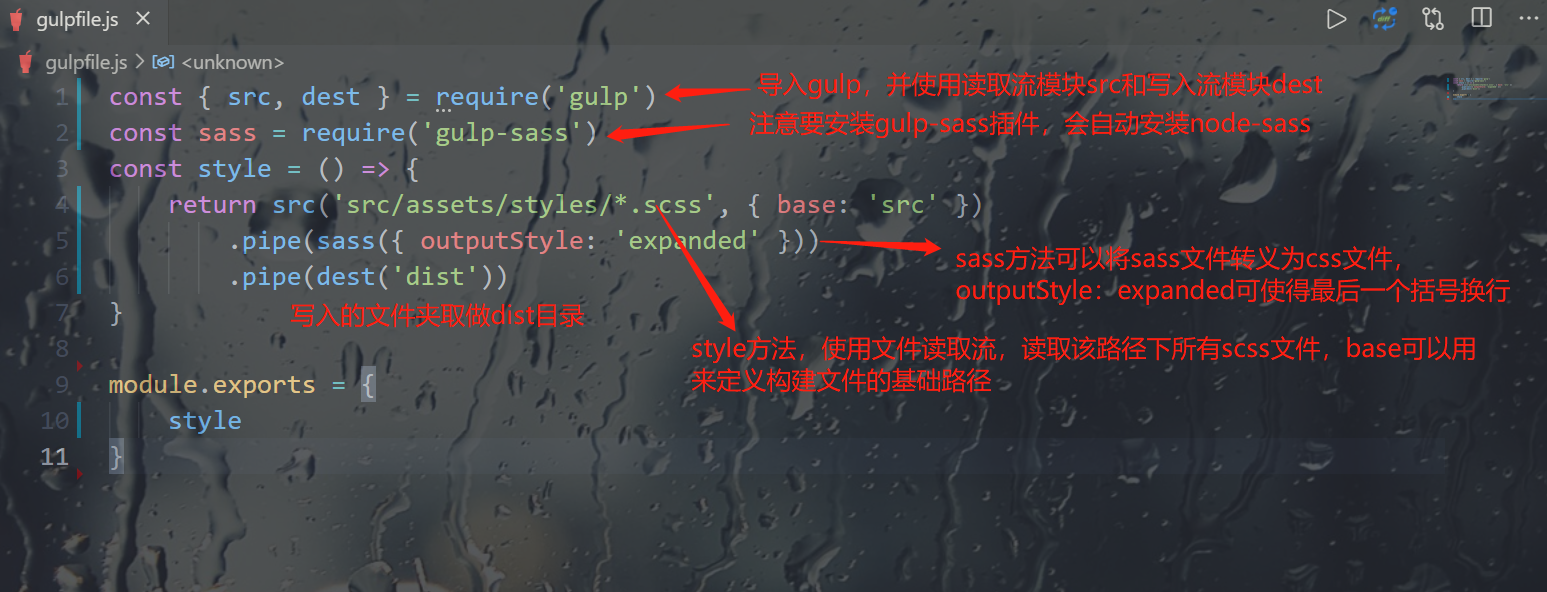 gulpfile.js
gulpfile.js > <unknown>
1 const { src, dest } = require('gulp') 导入gulp，并使用读取流模块src和写入流模块dest
2 const sass = require('gulp-sass') 注意要安装gulp-sass插件，会自动安装node-sass
3 const style = () => {
4 return src('src/assets/styles/*.scss', { base: 'src' })
5 .pipe(sass({ outputStyle: 'expanded' }))
sass方法可以将sass文件转义为css文件，
6 .pipe(dest('dist'))
outputStyle：expanded可使得最后一个括号换行
7 }
写入的文件夹取做dist目录
8
style方法，使用文件读取流，读取该路径下所有scss文件，base可以用
来定义构建文件的基础路径
9 module.exports = {
10 style
11 }